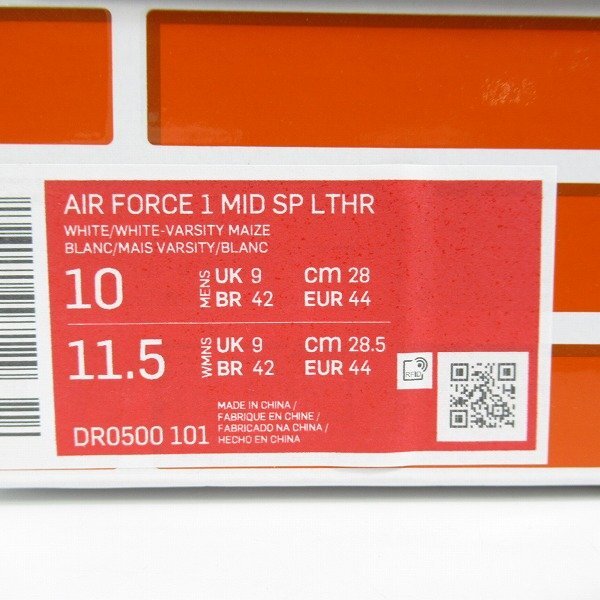 AIR FORCE 1 MID SP LTHR
WHITE/WHITE-VARSITY MAIZE
BLANC/MAIS VARSITY/BLANC
10 MENS UK 9 CM 28
BR 42 EUR 44
11.5 WMNS UK 9 CM 28.5
BR 42 EUR 44
RFID
MADE IN CHINA /
FABRIQUE EN CHINE /
FABRICADO NA CHINA /
HECHO EN CHINA
DR0500 101